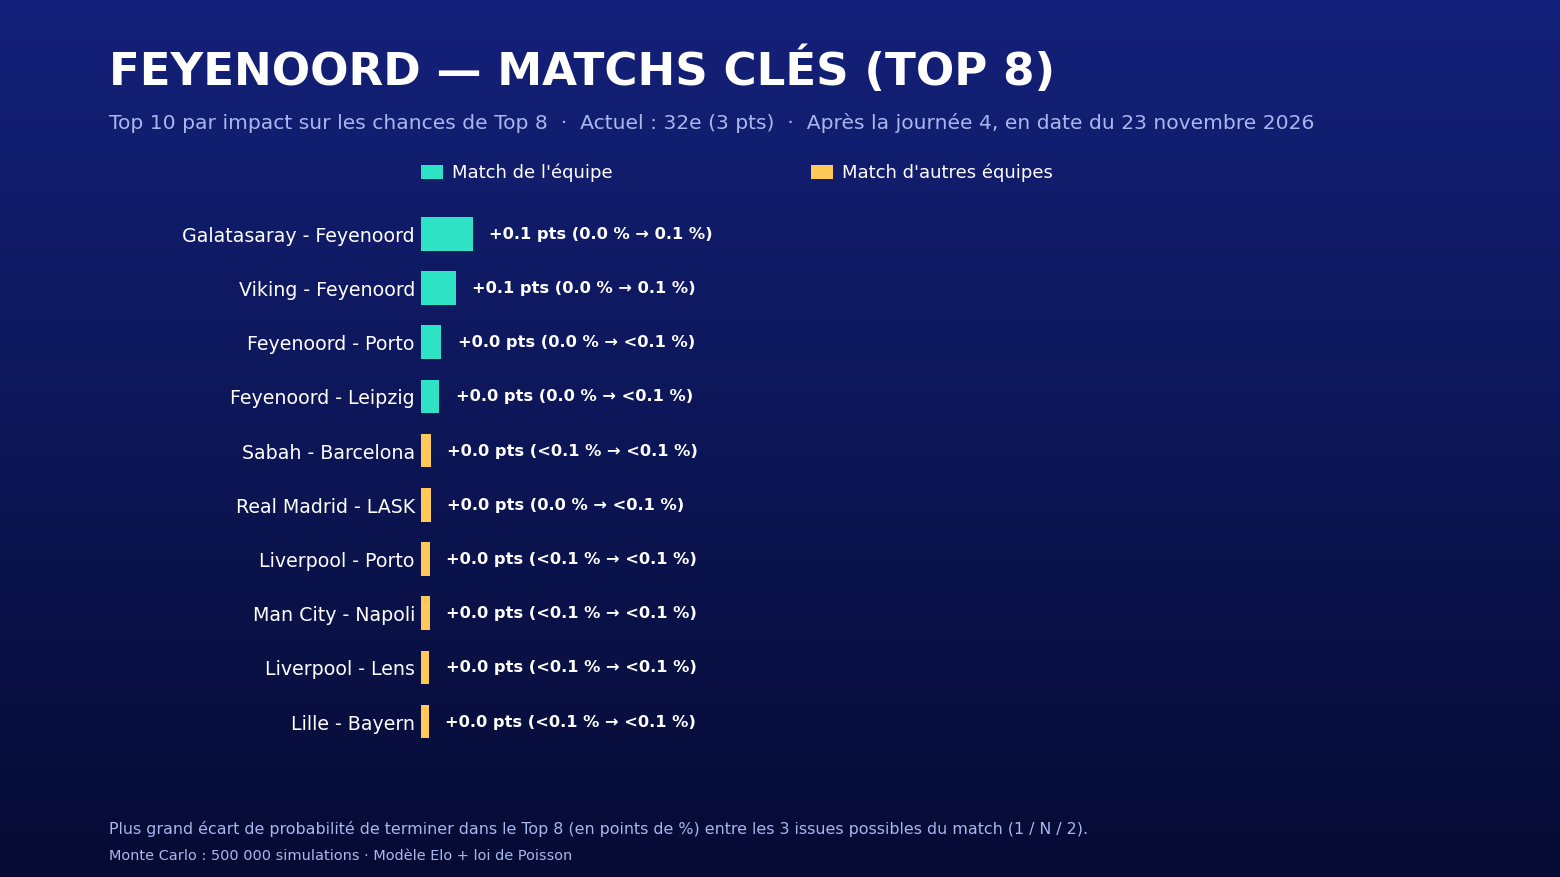 FEYENOORD — MATCHS CLÉS (TOP 8)
Top 10 par impact sur les chances de Top 8 · Actuel : 32e (3 pts) · Après la journée 4, en date du 23 novembre 2026
Match de l'équipe
Match d'autres équipes
Galatasaray - Feyenoord +0.1 pts (0.0 % → 0.1 %)
Viking - Feyenoord +0.1 pts (0.0 % → 0.1 %)
Feyenoord - Porto +0.0 pts (0.0 % → <0.1 %)
Feyenoord - Leipzig +0.0 pts (0.0 % → <0.1 %)
Sabah - Barcelona +0.0 pts (<0.1 % → <0.1 %)
Real Madrid - LASK +0.0 pts (0.0 % → <0.1 %)
Liverpool - Porto +0.0 pts (<0.1 % → <0.1 %)
Man City - Napoli +0.0 pts (<0.1 % → <0.1 %)
Liverpool - Lens +0.0 pts (<0.1 % → <0.1 %)
Lille - Bayern +0.0 pts (<0.1 % → <0.1 %)
Plus grand écart de probabilité de terminer dans le Top 8 (en points de %) entre les 3 issues possibles du match (1 / N / 2).
Monte Carlo : 500 000 simulations · Modèle Elo + loi de Poisson